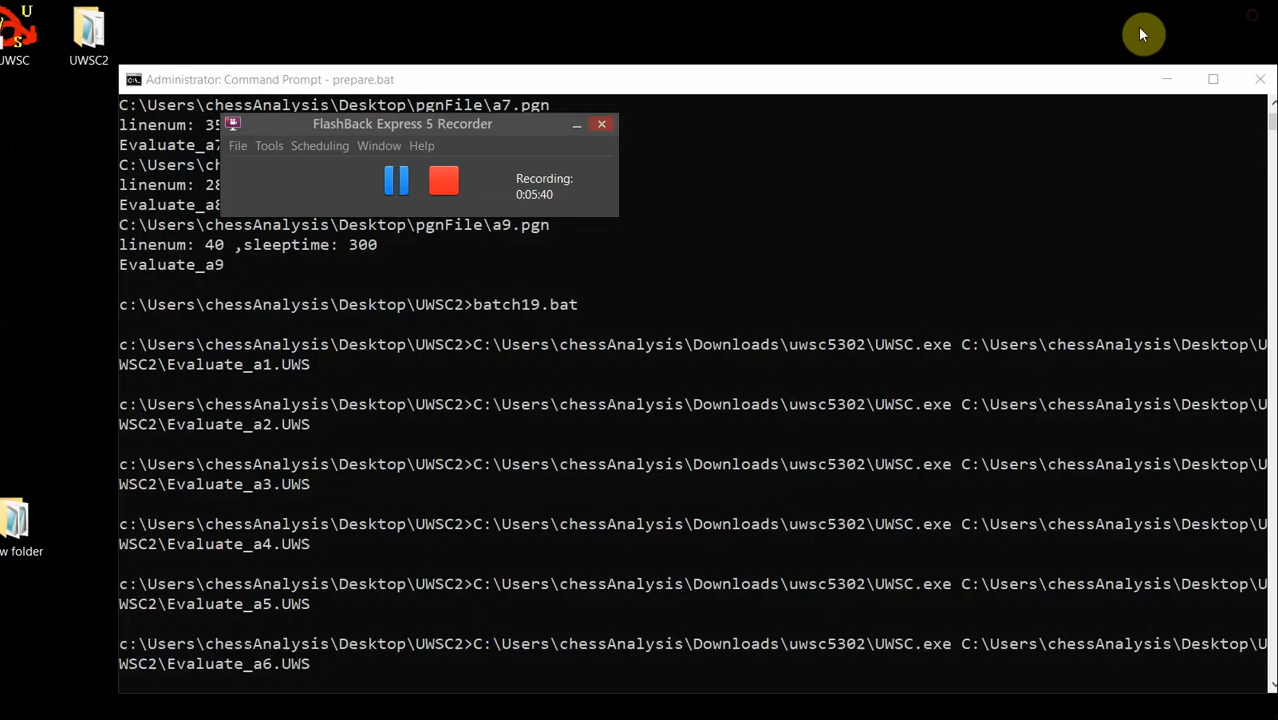 U
S
UWSC
UWSC2
Administrator: Command Prompt - prepare.bat
C:\Users\chessAnalysis\Desktop\pgnFile\a7.pgn
linenum: 35
Evaluate_a7
C:\Us
linenum: 28
Evaluate_a8
C:\Users\chessAnalysis\Desktop\pgnFile\a9.pgn
linenum: 40 ,sleeptime: 300
Evaluate_a9
FlashBack Express 5 Recorder
File Tools Scheduling Window Help
Recording:
0:05:40
c:\Users\chessAnalysis\Desktop\UWSC2>batch19.bat
c:\Users\chessAnalysis\Desktop\UWSC2>C:\Users\chessAnalysis\Downloads\uwsc5302\UWSC.exe C:\Users\chessAnalysis\Desktop\U
WSC2\Evaluate_a1.UWS
c:\Users\chessAnalysis\Desktop\UWSC2>C:\Users\chessAnalysis\Downloads\uwsc5302\UWSC.exe C:\Users\chessAnalysis\Desktop\U
WSC2\Evaluate_a2.UWS
c:\Users\chessAnalysis\Desktop\UWSC2>C:\Users\chessAnalysis\Downloads\uwsc5302\UWSC.exe C:\Users\chessAnalysis\Desktop\U
WSC2\Evaluate_a3.UWS
c:\Users\chessAnalysis\Desktop\UWSC2>C:\Users\chessAnalysis\Downloads\uwsc5302\UWSC.exe C:\Users\chessAnalysis\Desktop\U
WSC2\Evaluate_a4.UWS
c:\Users\chessAnalysis\Desktop\UWSC2>C:\Users\chessAnalysis\Downloads\uwsc5302\UWSC.exe C:\Users\chessAnalysis\Desktop\U
WSC2\Evaluate_a5.UWS
c:\Users\chessAnalysis\Desktop\UWSC2>C:\Users\chessAnalysis\Downloads\uwsc5302\UWSC.exe C:\Users\chessAnalysis\Desktop\U
WSC2\Evaluate_a6.UWS
w folder